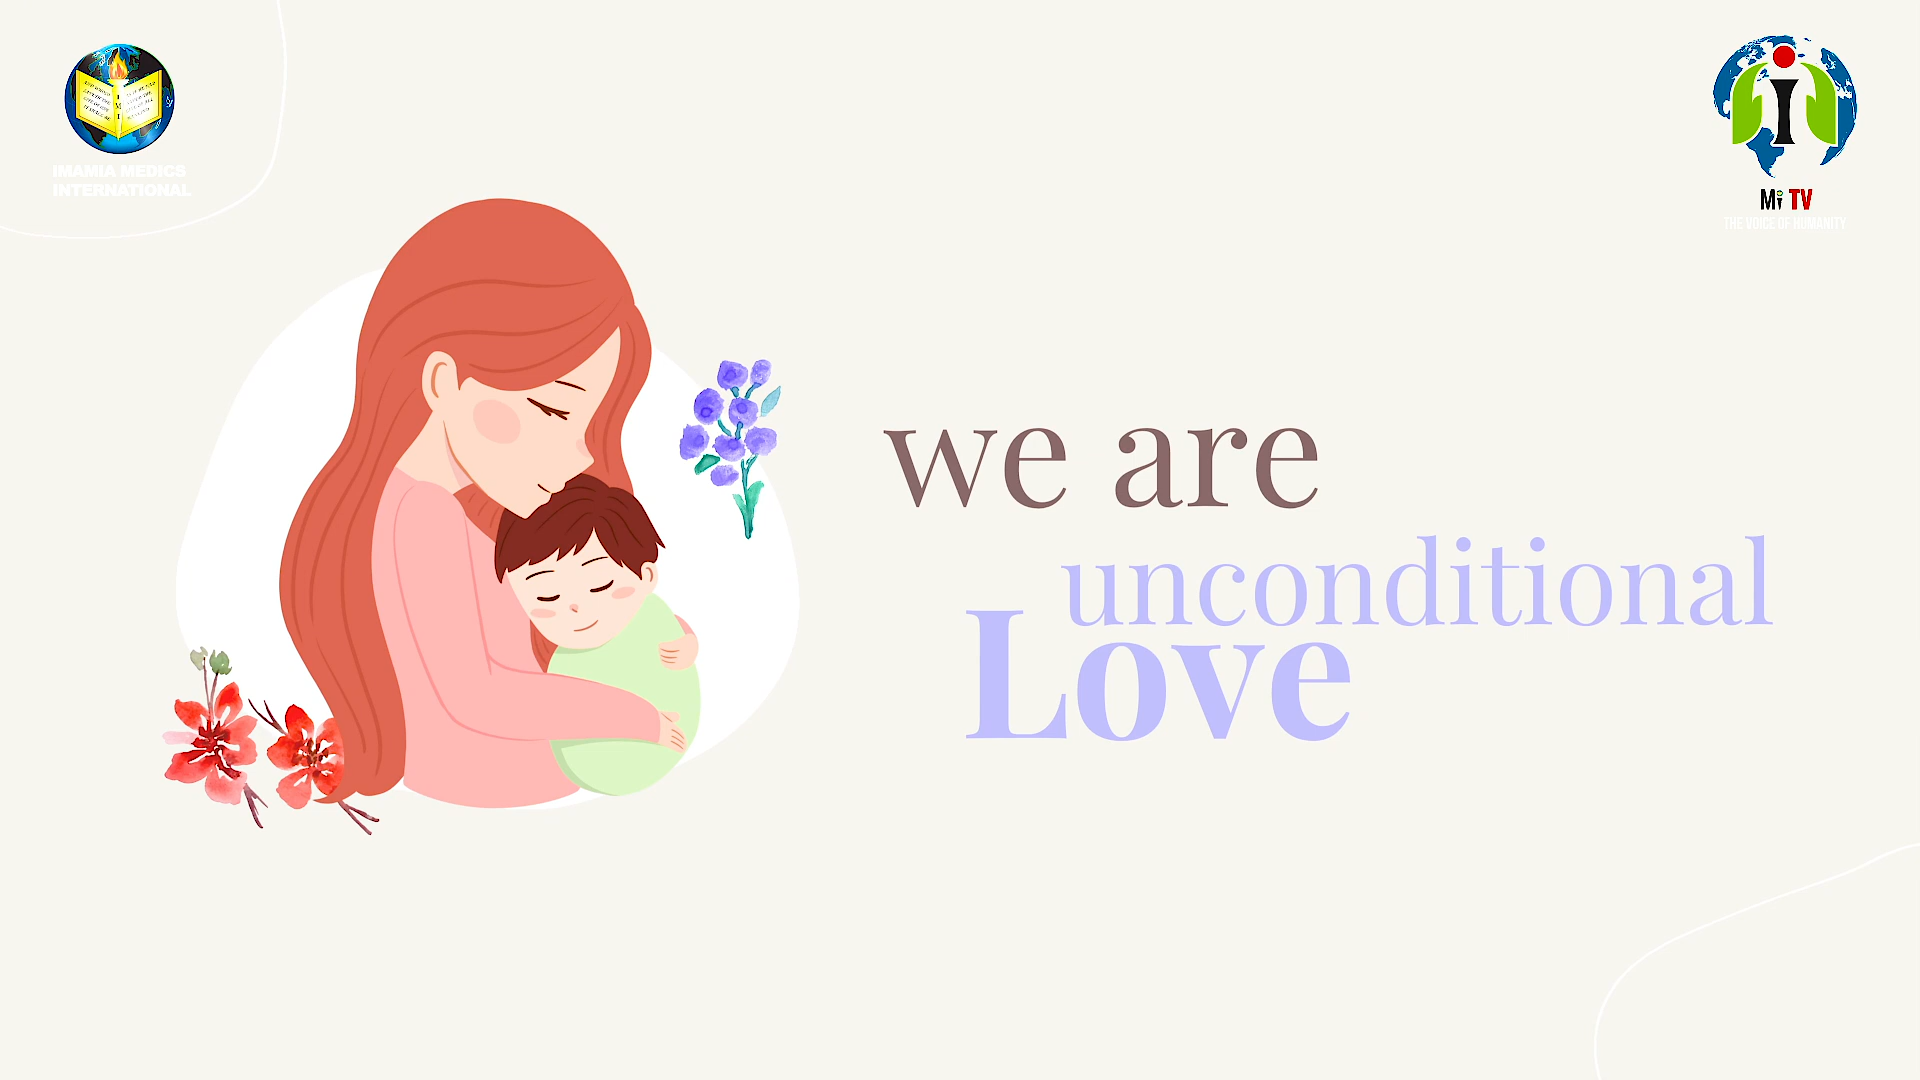 IMAMIA MEDICS
INTERNATIONAL
Mi TV
THE VOICE OF HUMANITY
we are
unconditional
Love